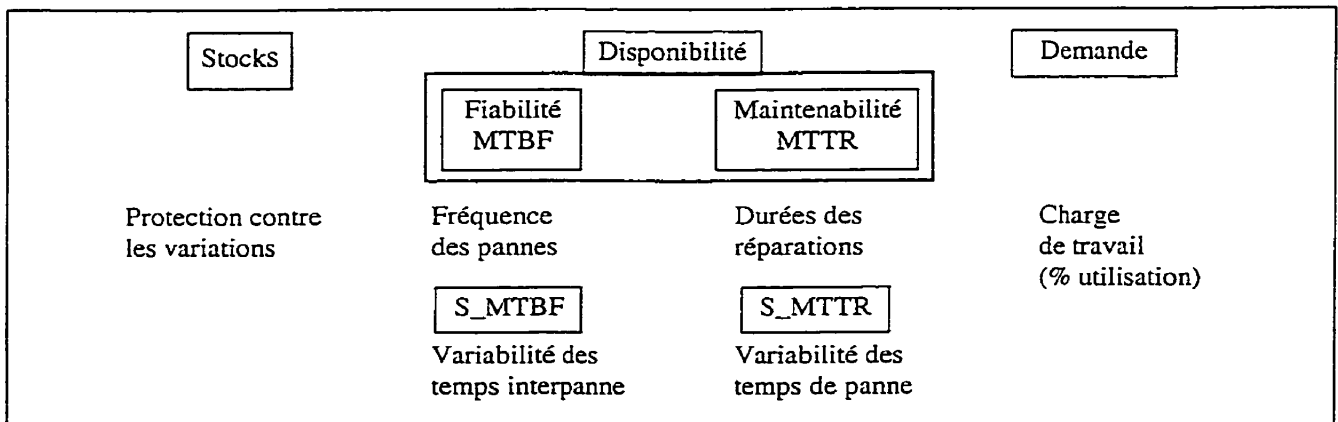 Stocks
Disponibilité
Demande
Fiabilité
MTBF
Maintenabilité
MTTR
Protection contre
les variations
Fréquence
des pannes
Durées des
réparations
Charge
de travail
(% utilisation)
S_MTBF
S_MTTR
Variabilité des
temps interpanne
Variabilité des
temps de panne